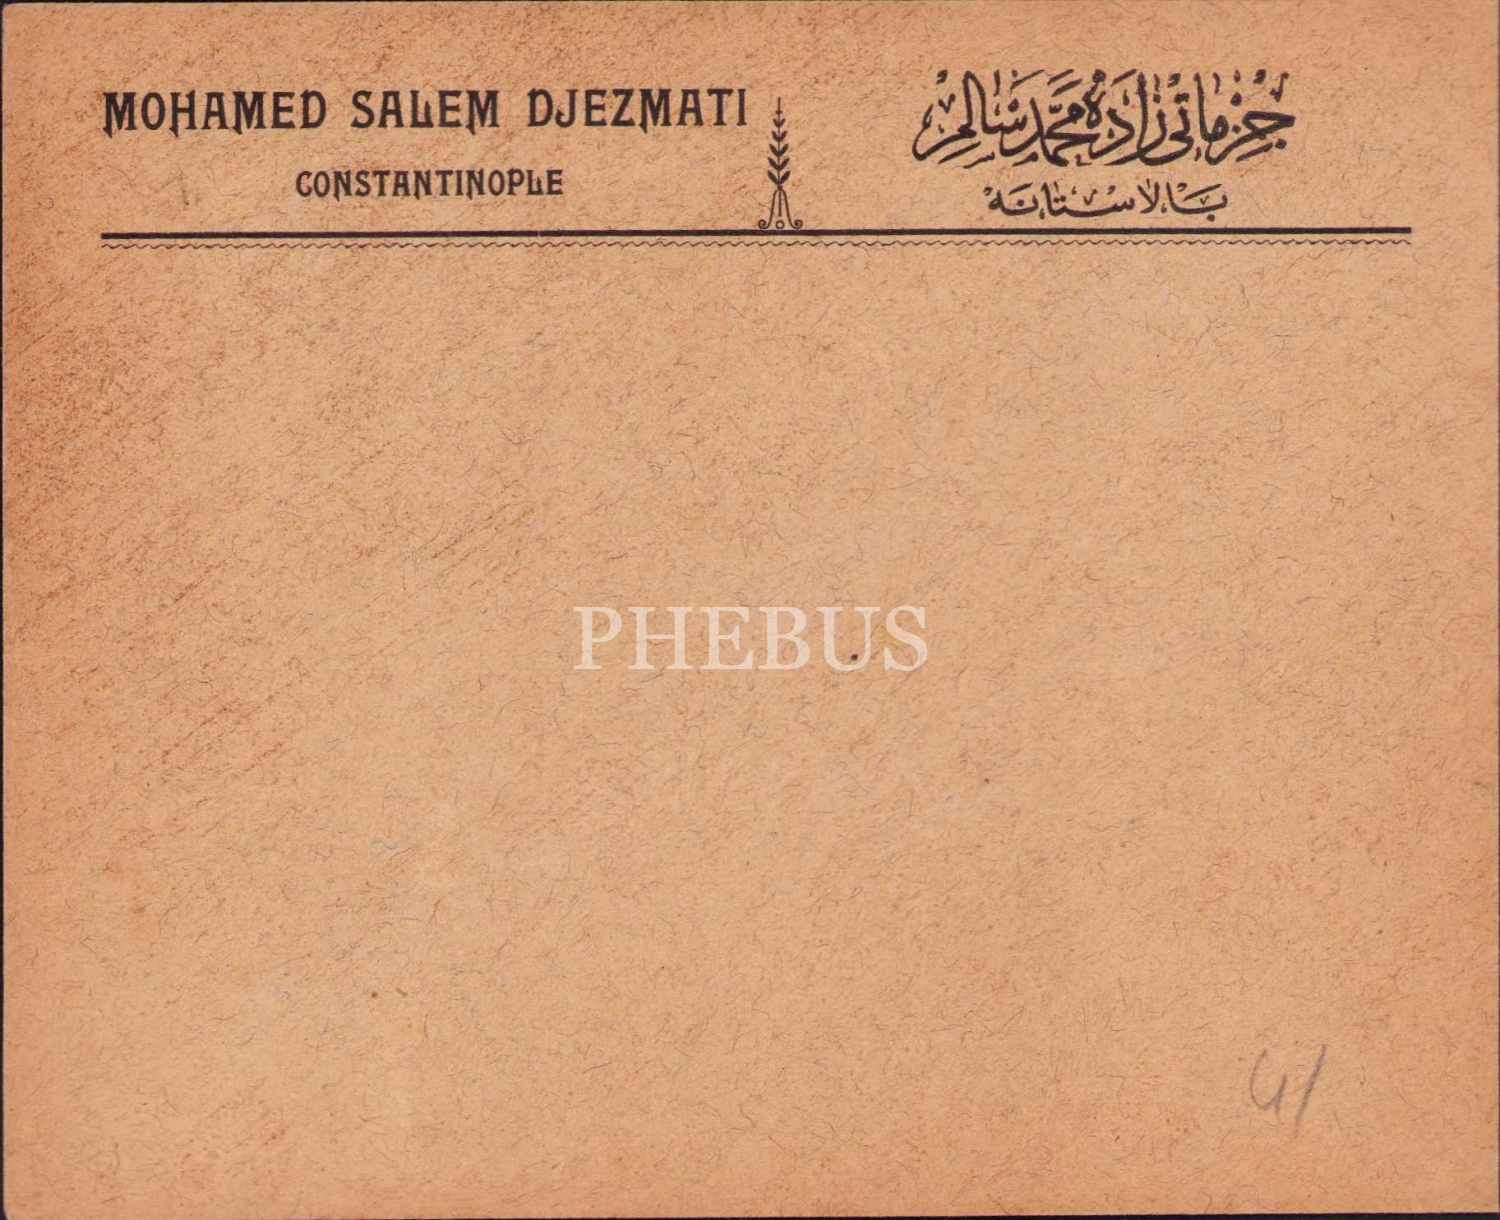 MOHAMED SALEM DJEZMATI
CONSTANTINOPLE
جزماتی زاده محمد سالم
بالاستانه
PHEBUS
41